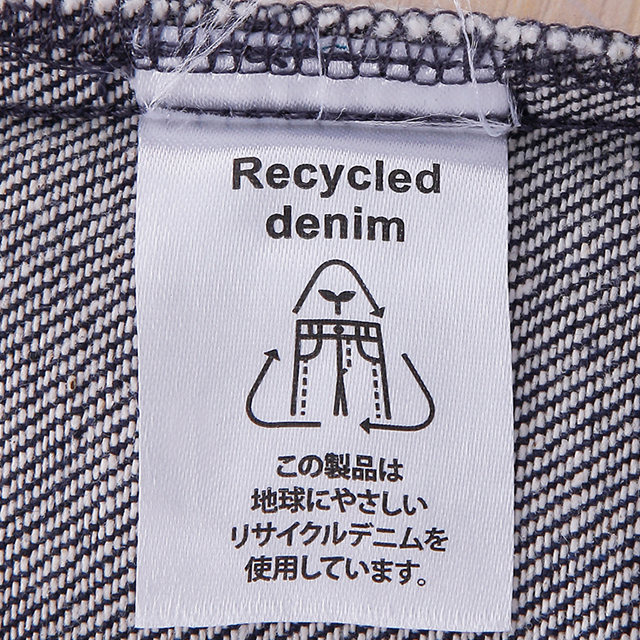 Recycled
denim
この製品は
地球にやさしい
リサイクルデニムを
使用しています。